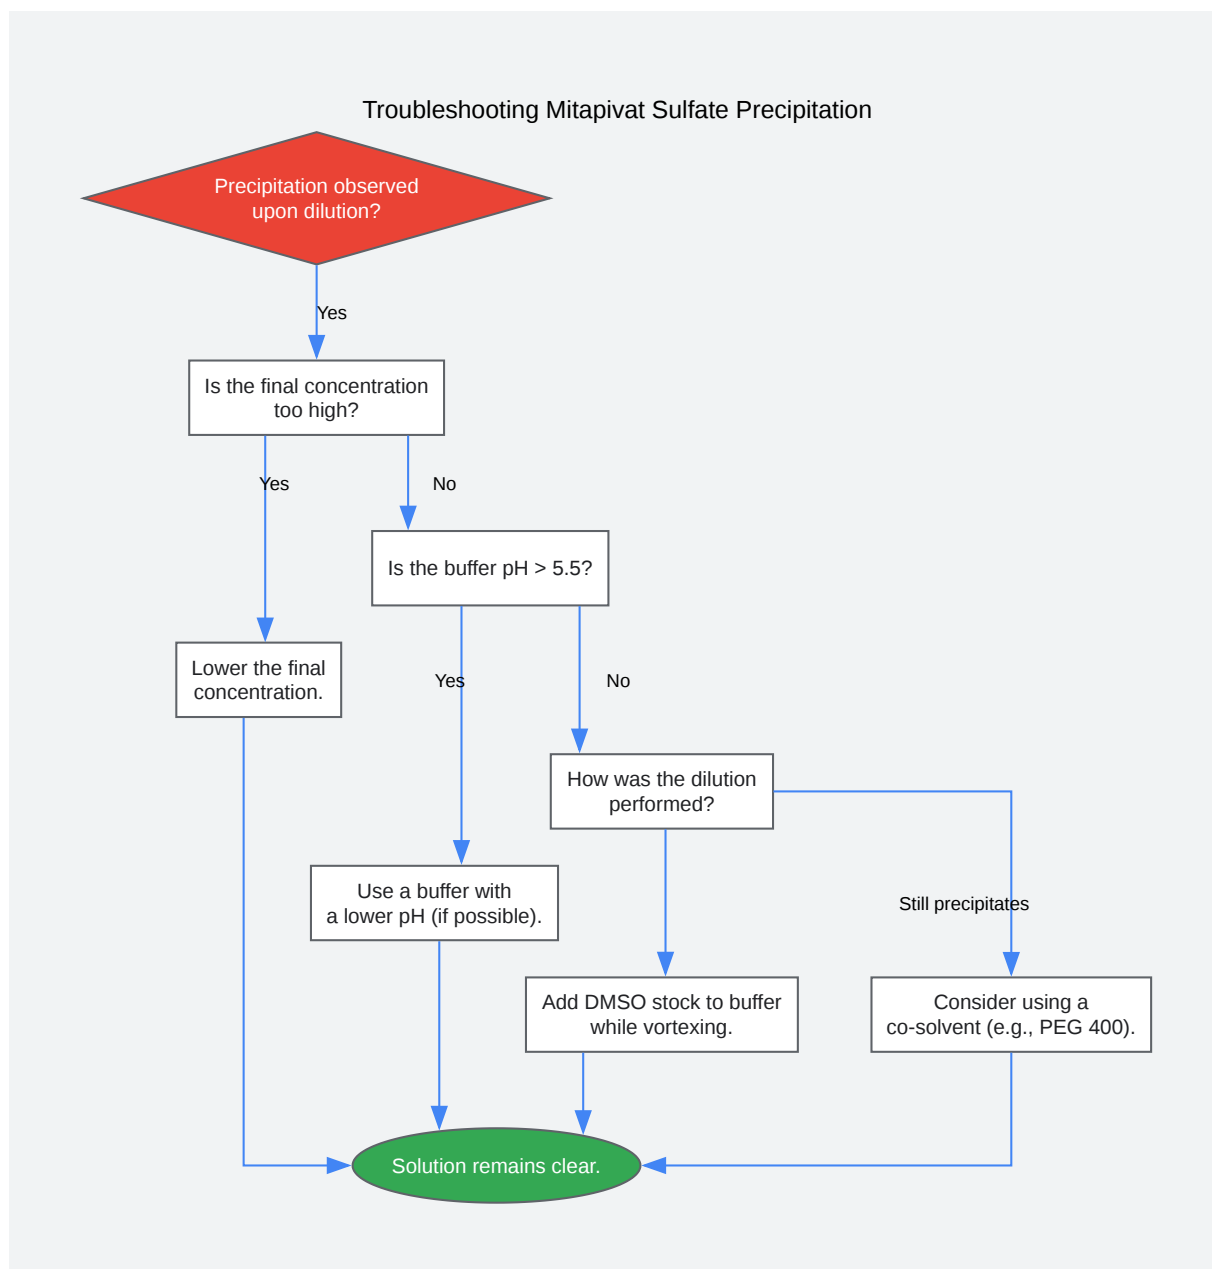 Troubleshooting Mitapivat Sulfate Precipitation
Precipitation observed
upon dilution?
Yes
Is the final concentration
too high?
Yes
No
Is the buffer pH > 5.5?
Lower the final
concentration.
Yes
No
How was the dilution
performed?
Use a buffer with
a lower pH (if possible).
Still precipitates
Add DMSO stock to buffer
while vortexing.
Consider using a
co-solvent (e.g., PEG 400).
Solution remains clear.